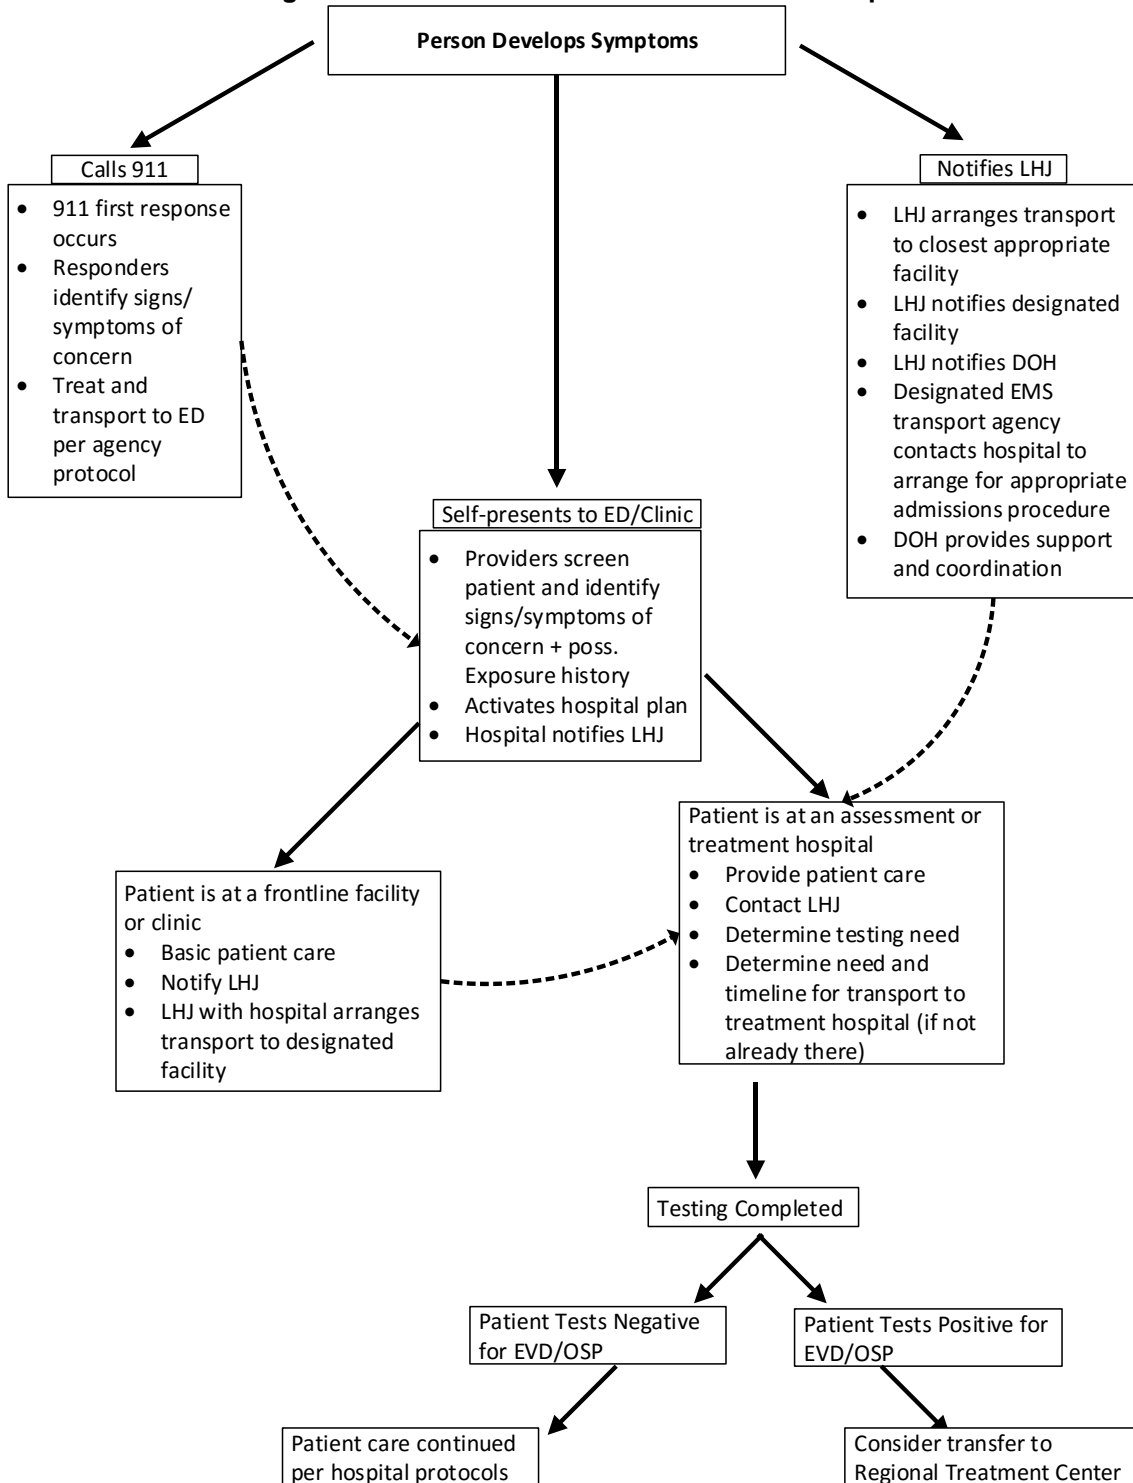 Person Develops Symptoms
Calls 911
• 911 first response
occurs
• Responders
identify signs/
symptoms of
concern
• Treat and
transport to ED
per agency
protocol
Notifies LHJ
• LHJ arranges transport
to closest appropriate
facility
• LHJ notifies designated
facility
• LHJ notifies DOH
• Designated EMS
transport agency
contacts hospital to
arrange for appropriate
admissions procedure
• DOH provides support
and coordination
Self-presents to ED/Clinic
• Providers screen
patient and identify
signs/symptoms of
concern + poss.
Exposure history
• Activates hospital plan
• Hospital notifies LHJ
Patient is at a frontline facility
or clinic
• Basic patient care
• Notify LHJ
• LHJ with hospital arranges
transport to designated
facility
Patient is at an assessment or
treatment hospital
• Provide patient care
• Contact LHJ
• Determine testing need
• Determine need and
timeline for transport to
treatment hospital (if not
already there)
Testing Completed
Patient Tests Negative
for EVD/OSP
Patient Tests Positive for
EVD/OSP
Patient care continued
per hospital protocols
Consider transfer to
Regional Treatment Center